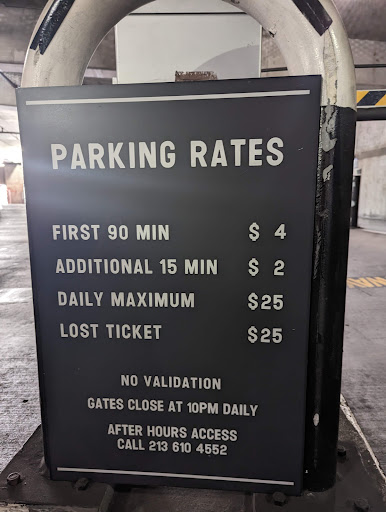 PARKING RATES
FIRST 90 MIN $ 4
ADDITIONAL 15 MIN $ 2
DAILY MAXIMUM $25
LOST TICKET $25
NO VALIDATION
GATES CLOSE AT 10PM DAILY
AFTER HOURS ACCESS
CALL 213 610 4552